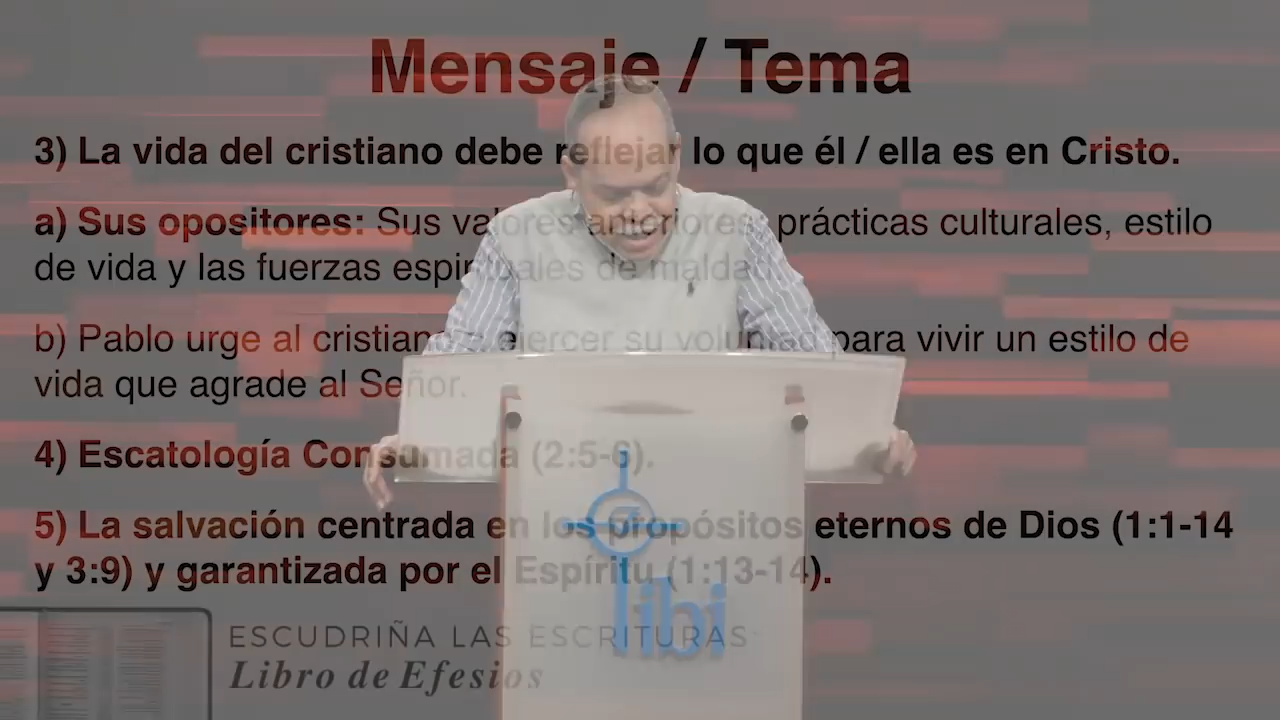 Mensaje / Tema
3) La vida del cristiano debe reflejar lo que él / ella es en Cristo.
a) Sus opositores: Sus valores anteriores, prácticas culturales, estilo
de vida y las fuerzas espirituales de maldad.
b) Pablo urge al cristiano a ejercer su voluntad para vivir un estilo de
vida que agrade al Señor.
4) Escatología Consumada (2:5-6).
5) La salvación centrada en los propósitos eternos de Dios (1:1-14
y 3:9) y garantizada por el Espíritu (1:13-14).
ibi
ESCUDRIÑA LAS ESCRITURAS:
Libro de Efesios